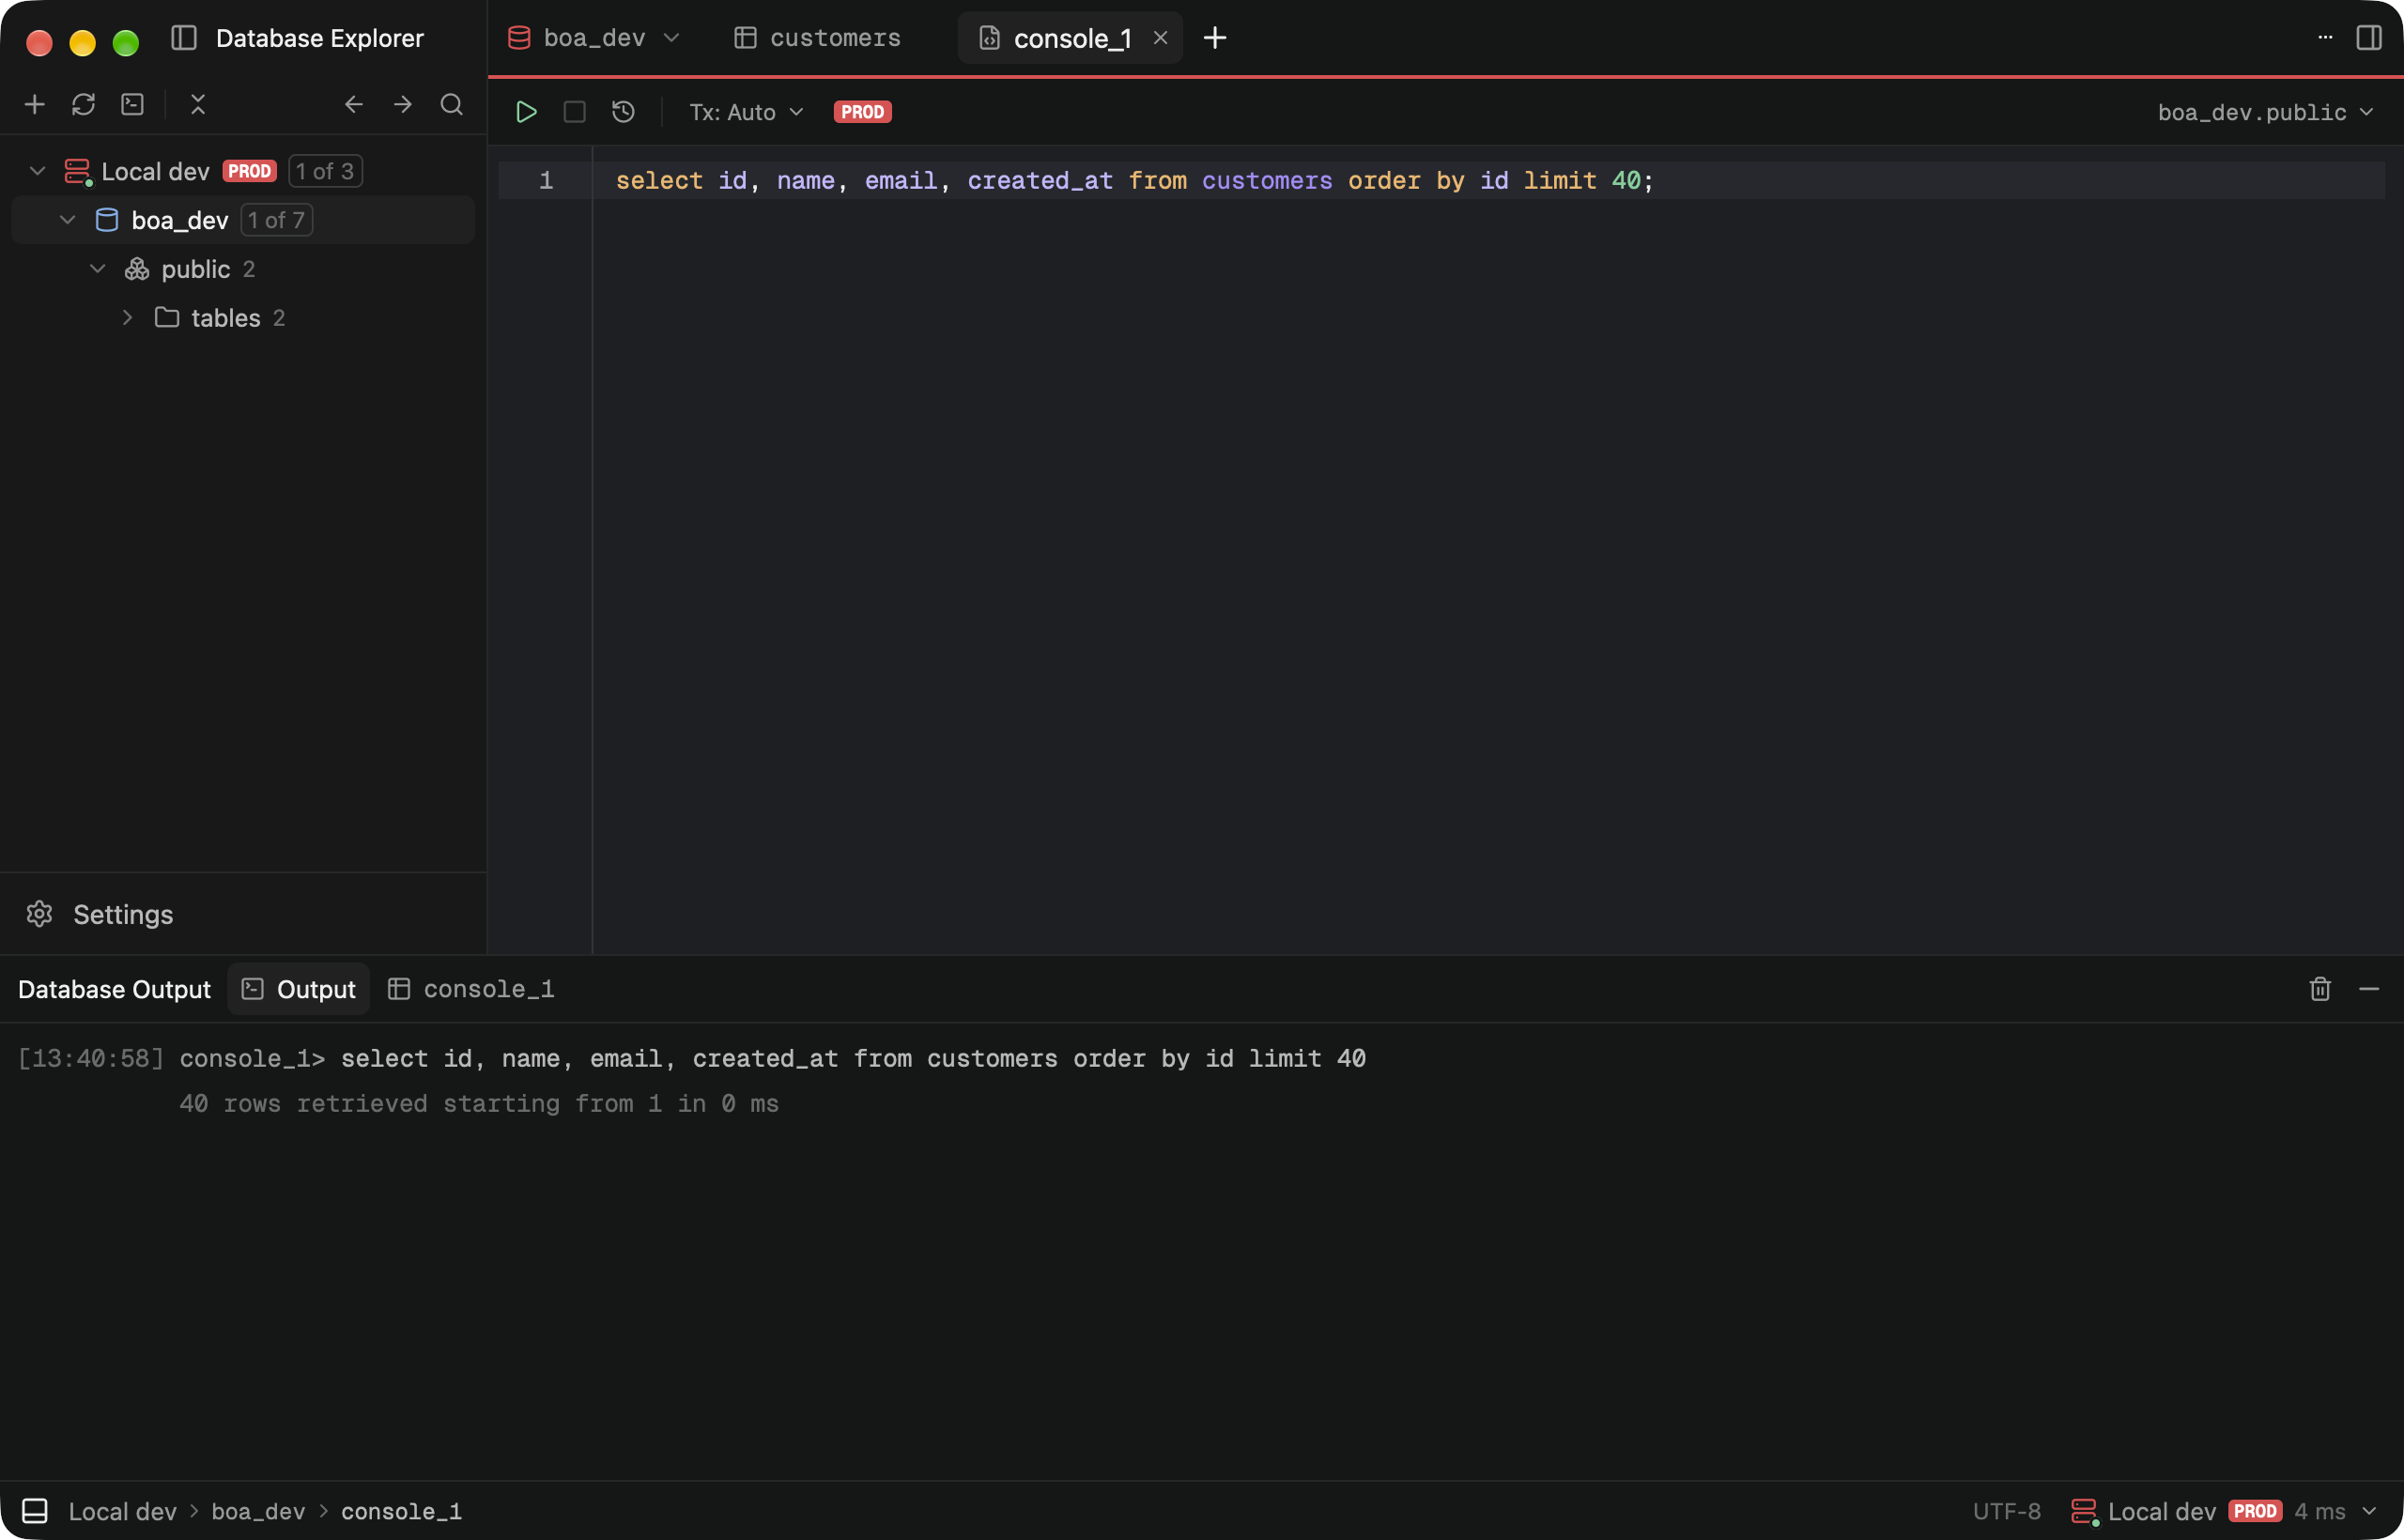 Database Explorer
boa_dev
customers
console_1
Tx: Auto
PROD
boa_dev.public
Local dev PROD 1 of 3
boa_dev 1 of 7
public 2
tables 2
1 select id, name, email, created_at from customers order by id limit 40;
Settings
Database Output Output console_1
[13:40:58] console_1> select id, name, email, created_at from customers order by id limit 40
40 rows retrieved starting from 1 in 0 ms
Local dev > boa_dev > console_1
UTF-8 Local dev PROD 4 ms